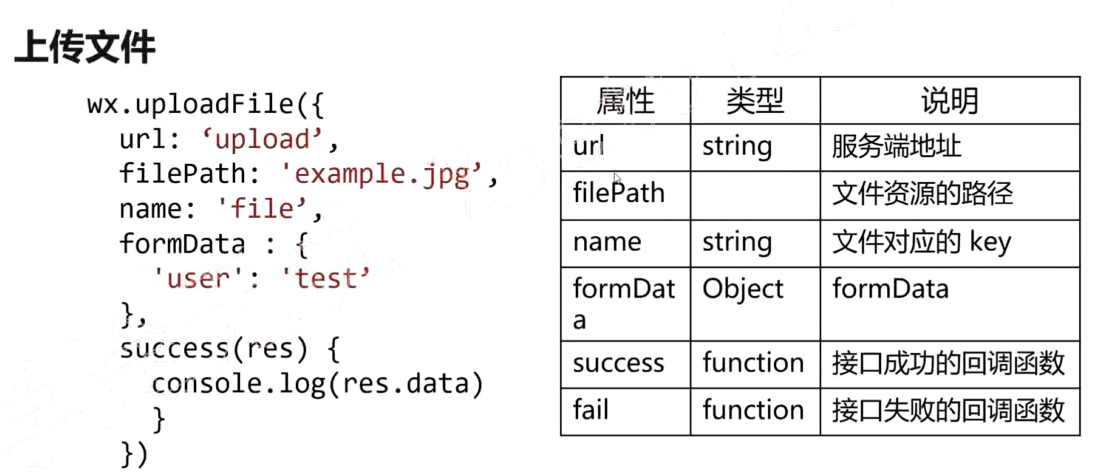 上传文件
wx.uploadFile({
url: ‘upload’,
filePath: 'example.jpg’,
name: 'file’,
formData : {
'user': 'test’
},
success(res) {
console.log(res.data)
}
})
属性 类型 说明
url string 服务端地址
filePath 文件资源的路径
name string 文件对应的 key
formDat Object formData
a
success function 接口成功的回调函数
fail function 接口失败的回调函数